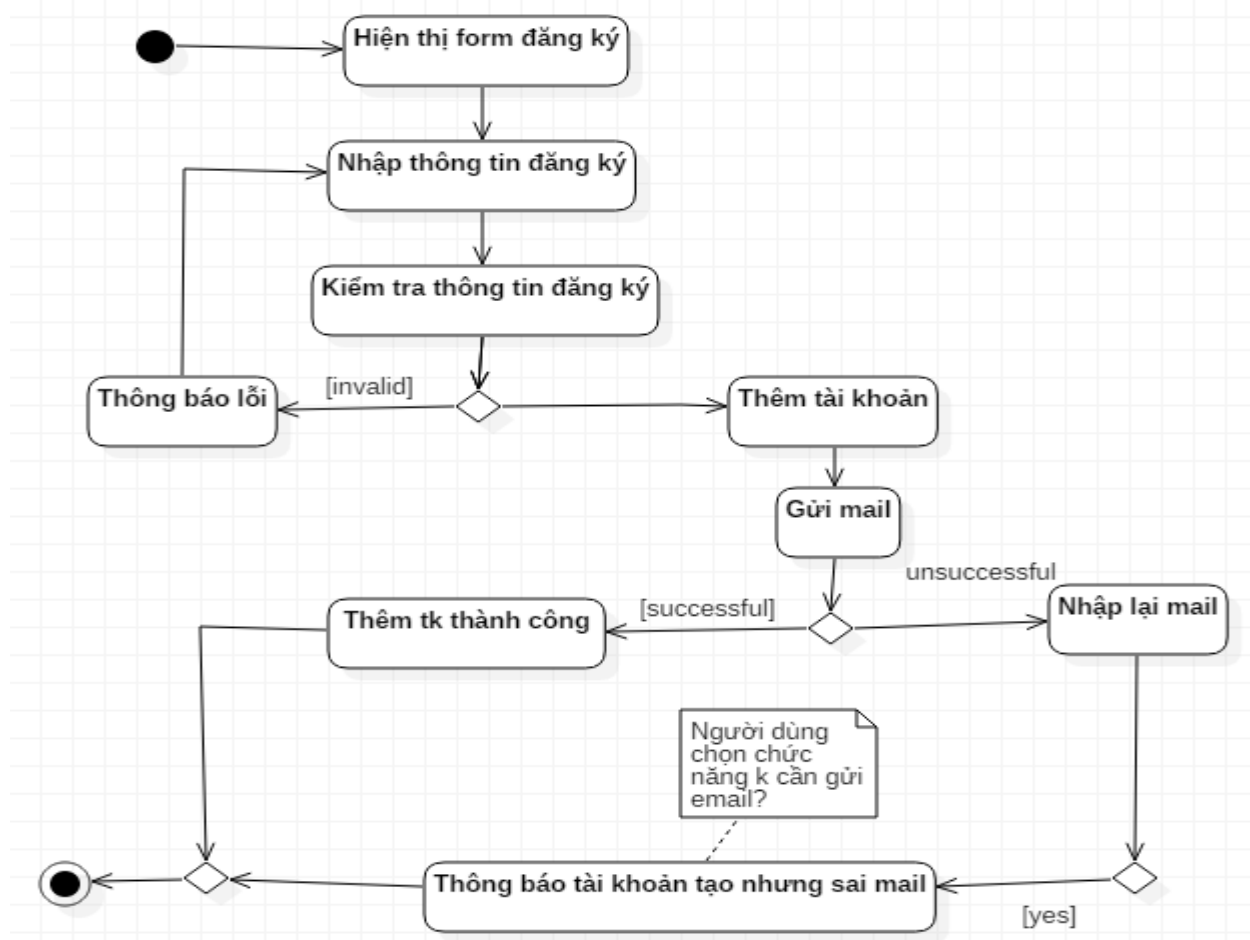 Hiện thị form đăng ký
Nhập thông tin đăng ký
Kiểm tra thông tin đăng ký
[invalid]
Thông báo lỗi
Thêm tài khoản
Gửi mail
unsuccessful
[successful]
Nhập lại mail
Thêm tk thành công
Người dùng
chọn chức
năng k cần gửi
email?
Thông báo tài khoản tạo nhưng sai mail
[yes]